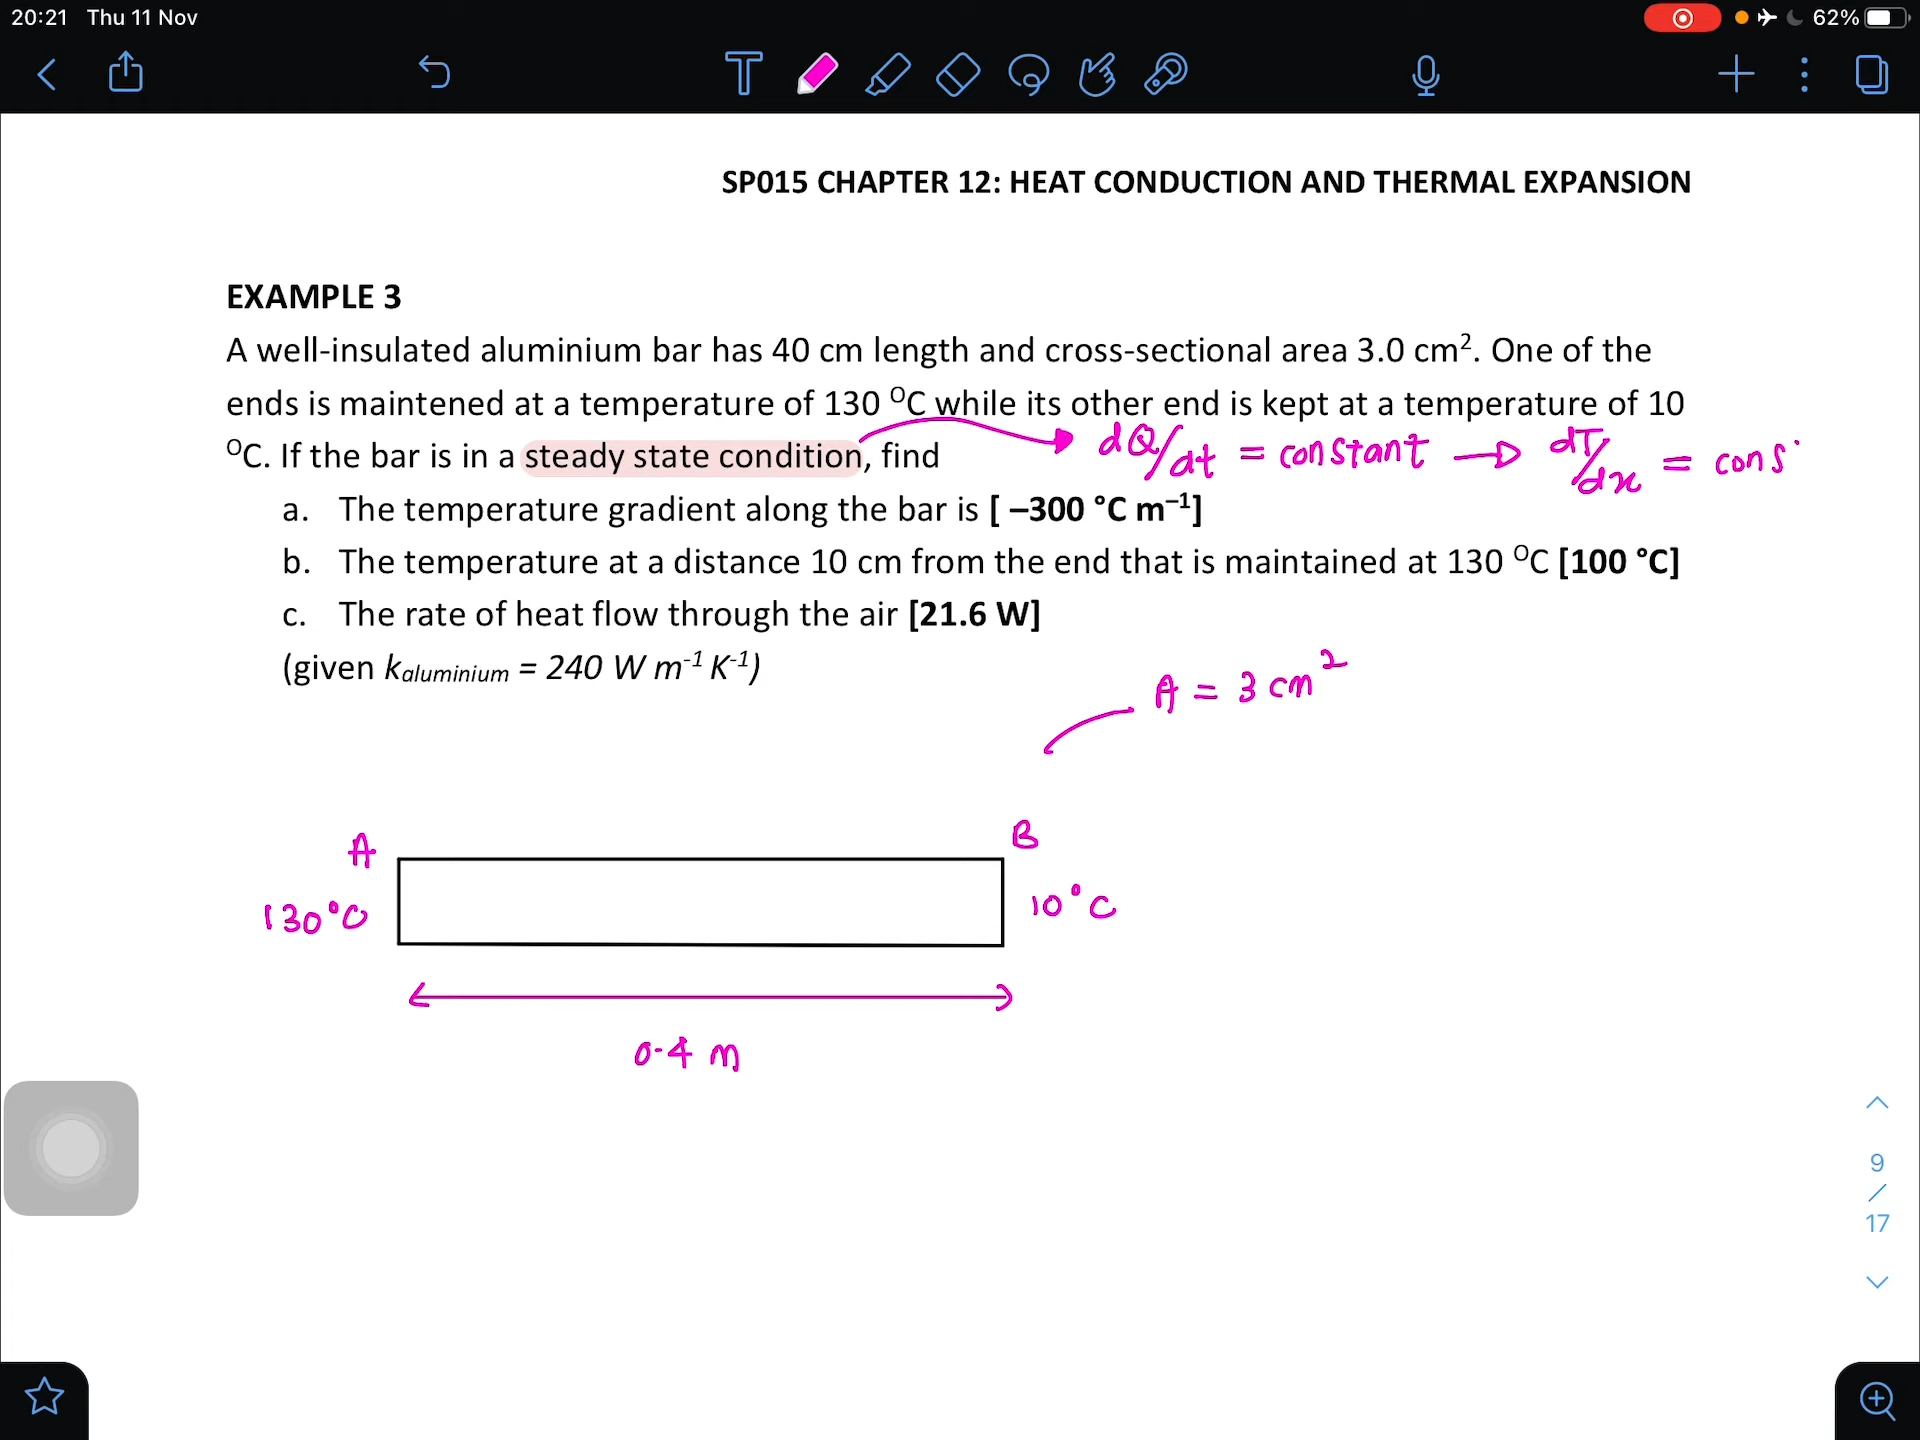 20:21 Thu 11 Nov 62%
T
SP015 CHAPTER 12: HEAT CONDUCTION AND THERMAL EXPANSION
EXAMPLE 3
A well-insulated aluminium bar has 40 cm length and cross-sectional area 3.0 cm². One of the
ends is maintened at a temperature of 130 ᴼC while its other end is kept at a temperature of 10
ᴼC. If the bar is in a steady state condition, find
dQ/dt = constant → dT/dx = cons
a. The temperature gradient along the bar is [ –300 °C m⁻¹]
b. The temperature at a distance 10 cm from the end that is maintained at 130 ᴼC [100 °C]
c. The rate of heat flow through the air [21.6 W]
(given kaluminium = 240 W m⁻¹ K⁻¹)
A = 3 cm²
A
B
130°C
10°C
0.4 m
9
/
17